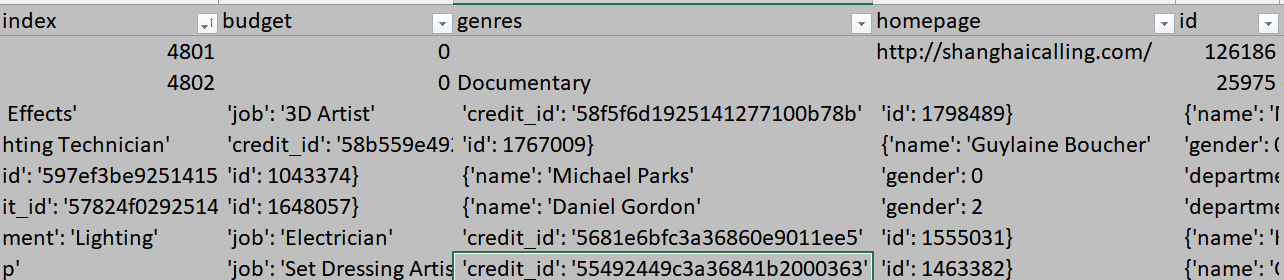 index budget genres homepage id
4801 0 http://shanghaicalling.com/ 126186
4802 0 Documentary 25975
Effects' 'job': '3D Artist' 'credit_id': '58f5f6d1925141277100b78b' 'id': 1798489} {'name': '
hting Technician' 'credit_id': '58b559e492 'id': 1767009} {'name': 'Guylaine Boucher' 'gender':
id': '597ef3be9251415 'id': 1043374} {'name': 'Michael Parks' 'gender': 0 'departme
it_id': '57824f0292514 'id': 1648057} {'name': 'Daniel Gordon' 'gender': 2 'departme
ment': 'Lighting' 'job': 'Electrician' 'credit_id': '5681e6bfc3a36860e9011ee5' 'id': 1555031} {'name': '
p' 'job': 'Set Dressing Artis 'credit_id': '55492449c3a36841b2000363' 'id': 1463382} {'name': '